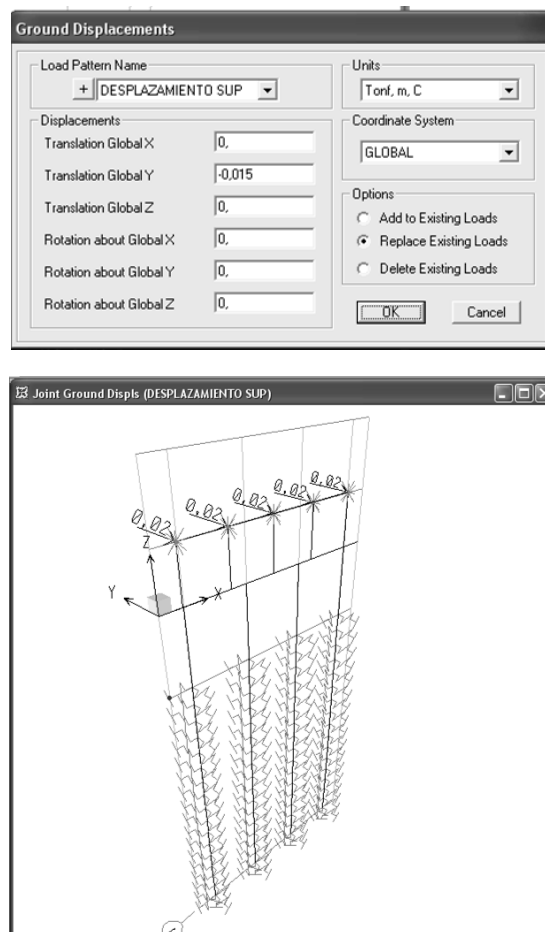 Ground Displacements
Load Pattern Name
+ DESPLAZAMIENTO SUP
Units
Tonf, m, C
Displacements
Translation Global X 0,
Translation Global Y -0,015
Translation Global Z 0,
Rotation about Global X 0,
Rotation about Global Y 0,
Rotation about Global Z 0,
Coordinate System
GLOBAL
Options
Add to Existing Loads
Replace Existing Loads
Delete Existing Loads
OK Cancel
Joint Ground Displs (DESPLAZAMIENTO SUP)
0,02 0,02 0,02 0,02 0,02
Z
Y X